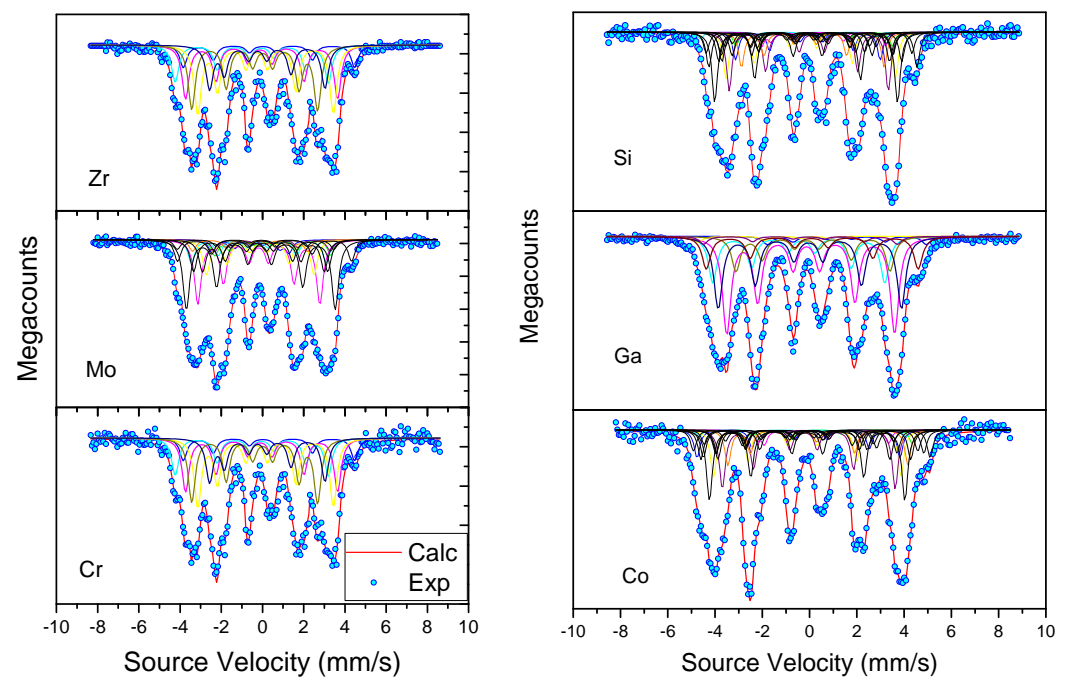 Megacounts
Zr
Mo
Cr
Calc
Exp
-10 -8 -6 -4 -2 0 2 4 6 8 10
Source Velocity (mm/s)
Megacounts
Si
Ga
Co
-10 -8 -6 -4 -2 0 2 4 6 8 10
Source Velocity (mm/s)